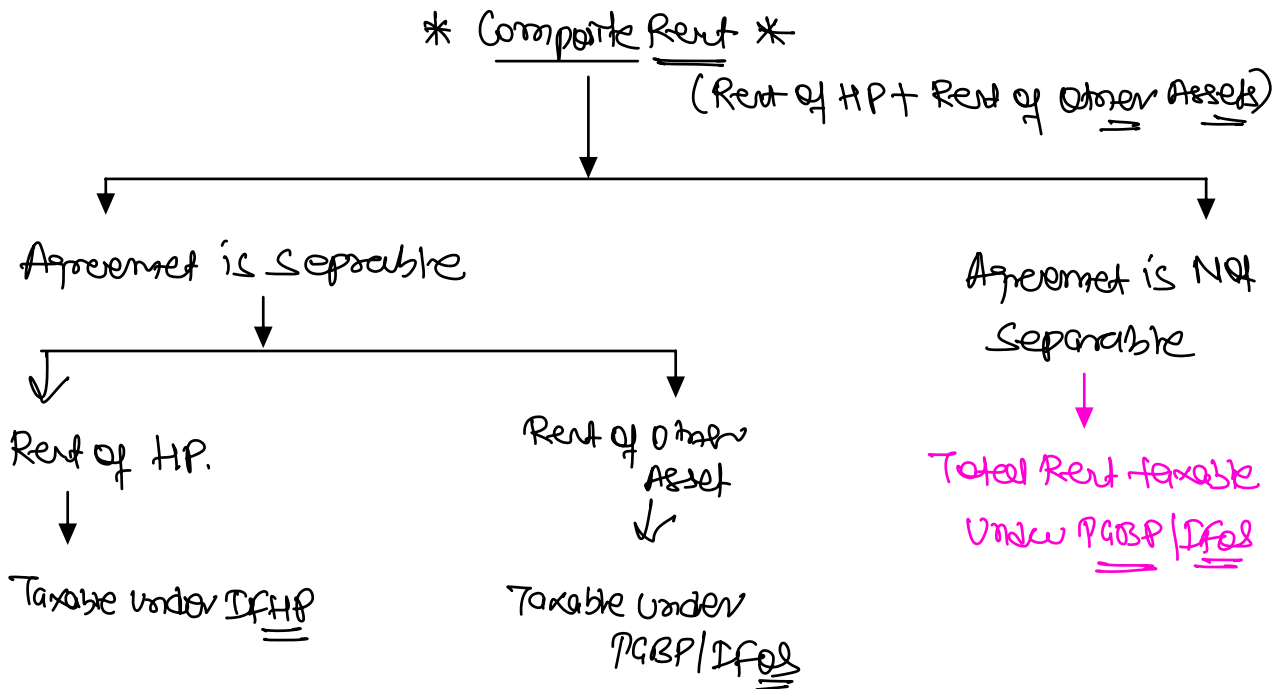 * Composite Rent *
(Rent of HP + Rent of Other Assets)
Agreement is Seprable
Agreement is Not
Separable
Rent of HP.
Rent of Other
Asset
Total Rent taxable
Under PGBP/IFOS
Taxable under IFHP
Taxable under
PGBP/IFOS